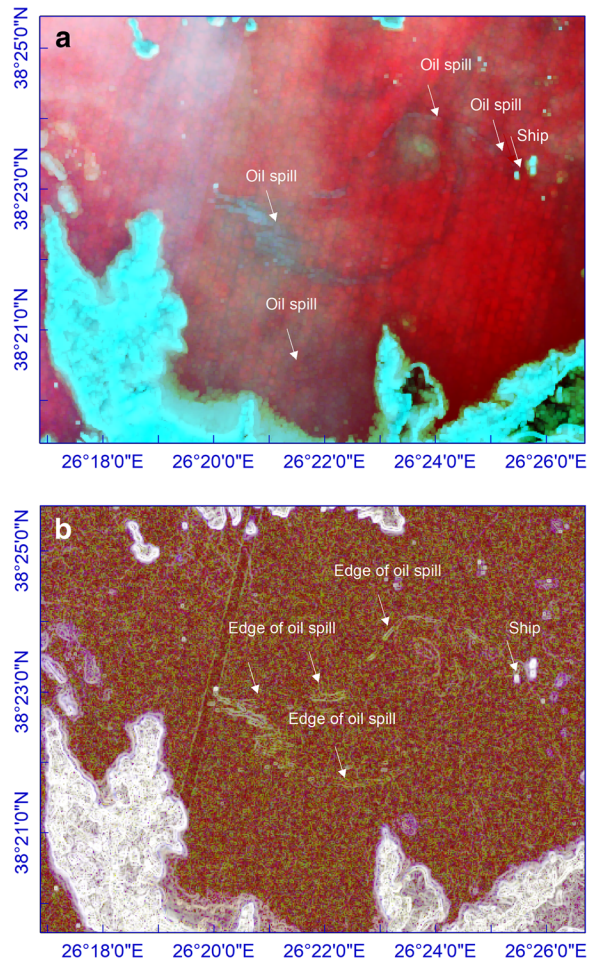 a
38°25'0"N
Oil spill
Oil spill
Ship
38°23'0"N
Oil spill
Oil spill
38°21'0"N
26°18'0"E
26°20'0"E
26°22'0"E
26°24'0"E
26°26'0"E
b
38°25'0"N
Edge of oil spill
Edge of oil spill
Ship
38°23'0"N
Edge of oil spill
38°21'0"N
26°18'0"E
26°20'0"E
26°22'0"E
26°24'0"E
26°26'0"E